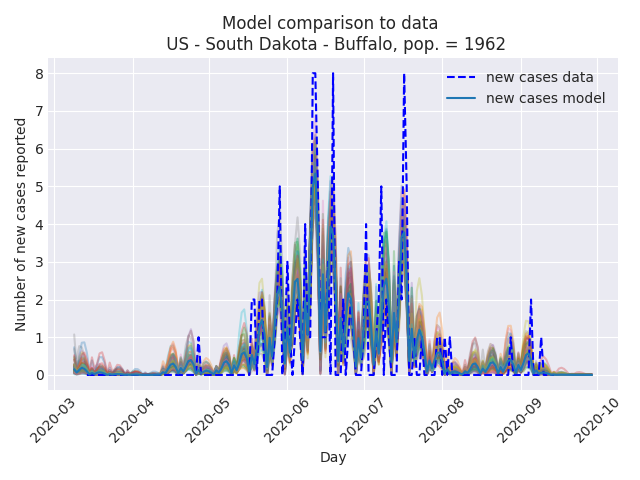 Model comparison to data
US - South Dakota - Buffalo, pop. = 1962
new cases data
new cases model
Number of new cases reported
8
7
6
5
4
3
2
1
0
2020-03
2020-04
2020-05
2020-06
2020-07
2020-08
2020-09
2020-10
Day